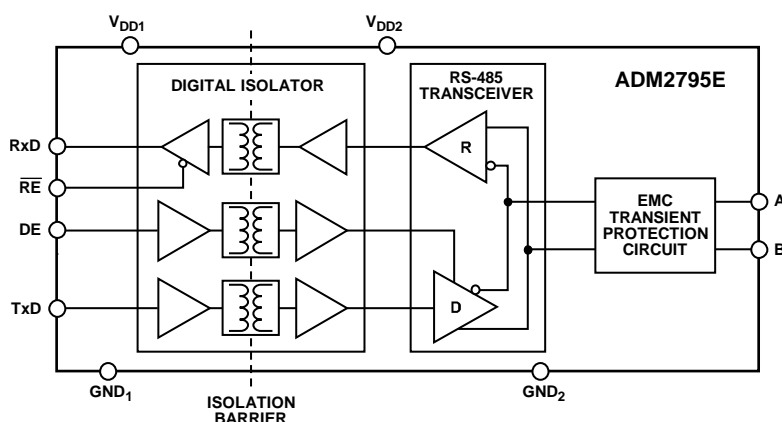 VDD1
VDD2
DIGITAL ISOLATOR
RS-485
TRANSCEIVER
ADM2795E
RxD
R
RE
EMC
TRANSIENT
PROTECTION
CIRCUIT
A
DE
B
TxD
D
GND1
GND2
ISOLATION
BARRIER